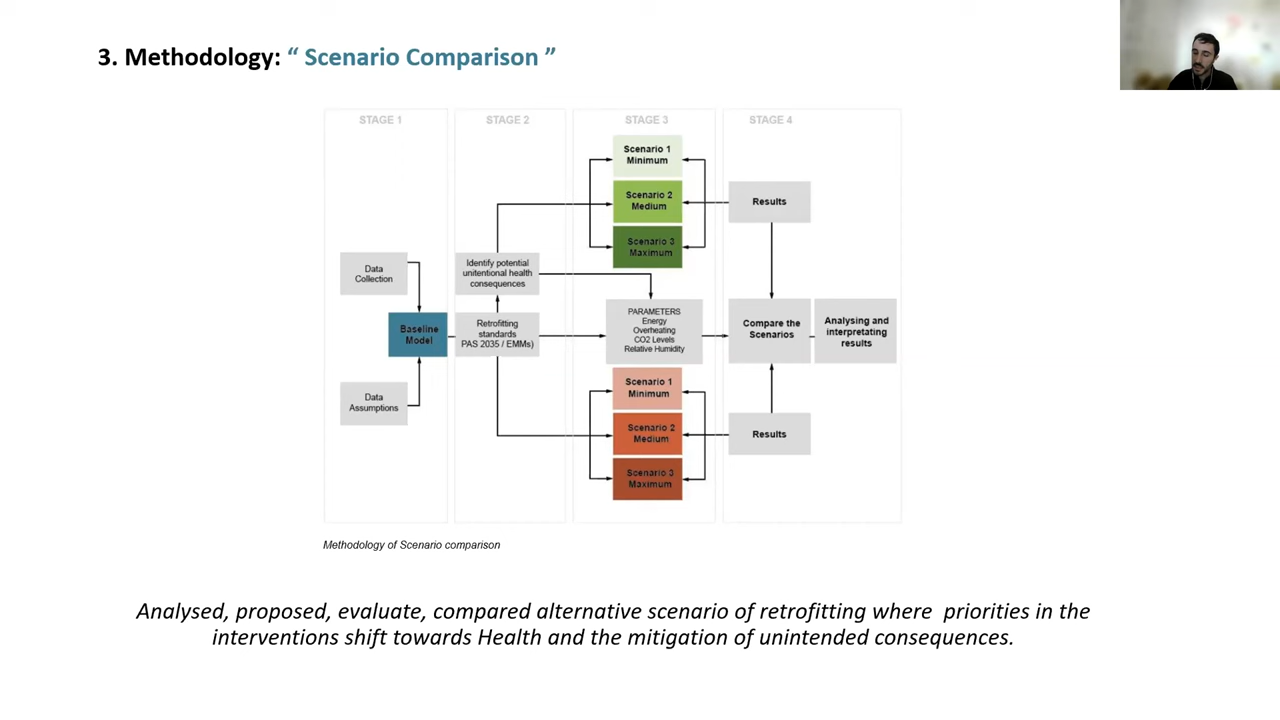 3. Methodology: “ Scenario Comparison ”
STAGE 1
STAGE 2
STAGE 3
STAGE 4
Scenario 1
Minimum
Scenario 2
Medium
Scenario 3
Maximum
Results
Data
Collection
Identify potential
unitentional health
consequences
Baseline
Model
Retrofitting
standards
PAS 2035 / EMMs)
PARAMETERS
Energy
Overheating
CO2 Levels
Relative Humidity
Compare the
Scenarios
Analysing and
interpretating
results
Data
Assumptions
Scenario 1
Minimum
Scenario 2
Medium
Scenario 3
Maximum
Results
Methodology of Scenario comparison
Analysed, proposed, evaluate, compared alternative scenario of retrofitting where priorities in the
interventions shift towards Health and the mitigation of unintended consequences.